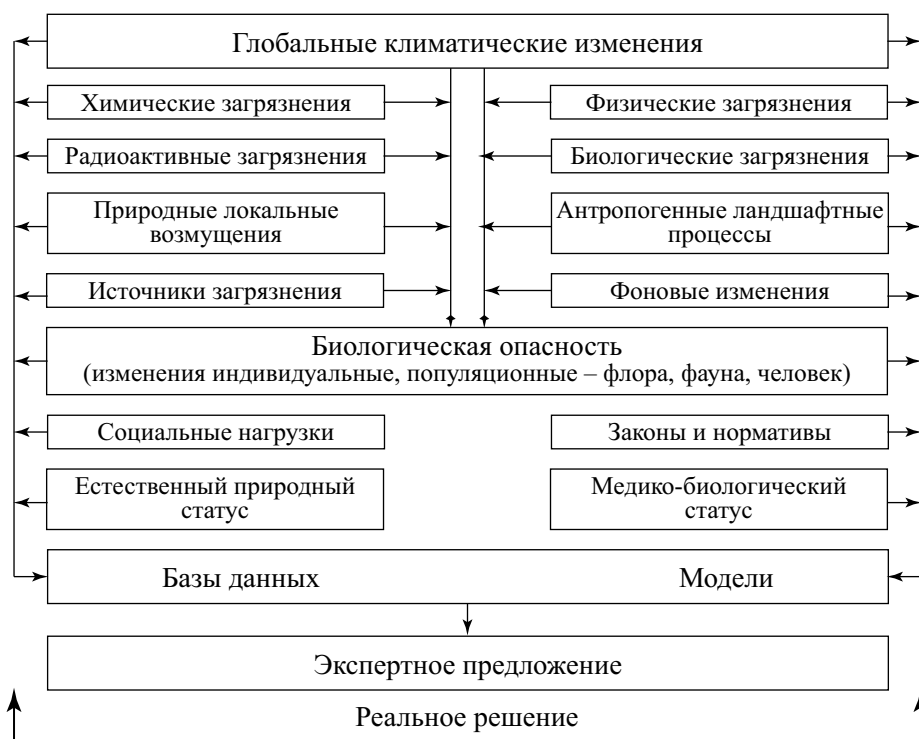 Глобальные климатические изменения
Химические загрязнения
Физические загрязнения
Радиоактивные загрязнения
Биологические загрязнения
Природные локальные
возмущения
Антропогенные ландшафтные
процессы
Источники загрязнения
Фоновые изменения
Биологическая опасность
(изменения индивидуальные, популяционные – флора, фауна, человек)
Социальные нагрузки
Законы и нормативы
Естественный природный
статус
Медико-биологический
статус
Базы данных
Модели
Экспертное предложение
Реальное решение